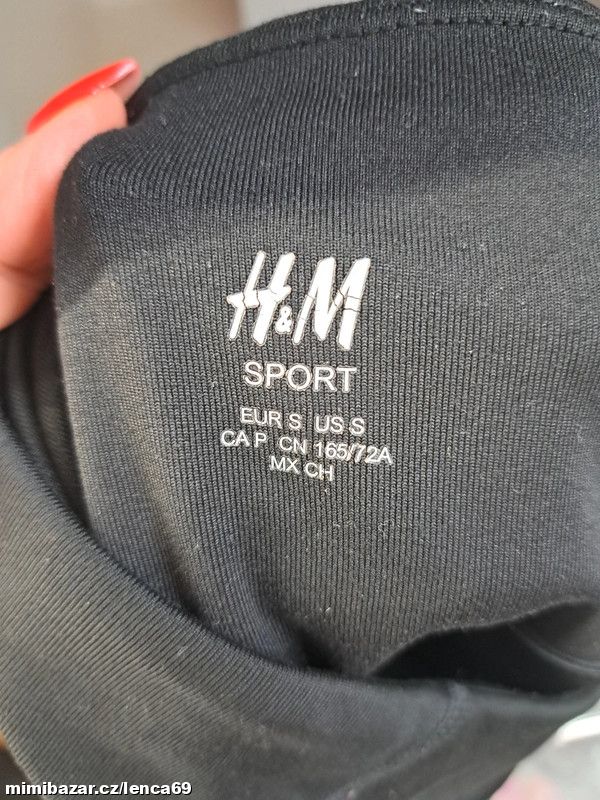 H&M
SPORT
EUR S US S
CA P CN 165/72A
MX CH
mimibazar.cz/lenca69